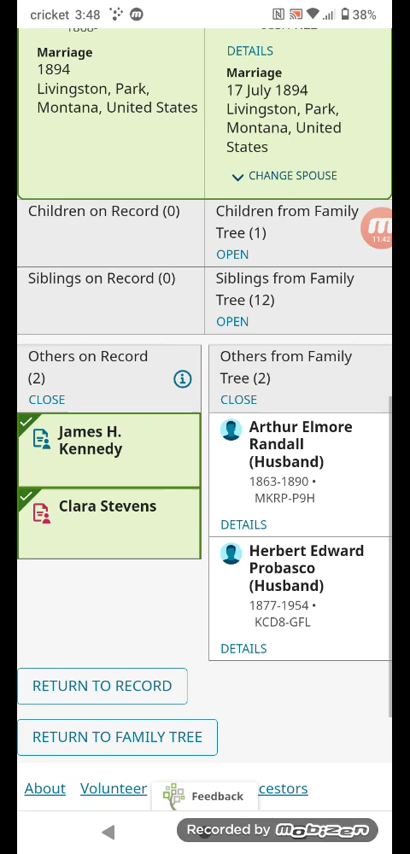 cricket 3:48
38%
DETAILS
Marriage
1894
Livingston, Park,
Montana, United States
Marriage
17 July 1894
Livingston, Park,
Montana, United
States
CHANGE SPOUSE
Children on Record (0)
Children from Family
Tree (1)
OPEN
11:42
Siblings on Record (0)
Siblings from Family
Tree (12)
OPEN
Others on Record
(2)
CLOSE
Others from Family
Tree (2)
CLOSE
James H.
Kennedy
Clara Stevens
Arthur Elmore
Randall
(Husband)
1863-1890 •
MKRP-P9H
DETAILS
Herbert Edward
Probasco
(Husband)
1877-1954 •
KCD8-GFL
DETAILS
RETURN TO RECORD
RETURN TO FAMILY TREE
About Volunteer
Feedback
cestors
Recorded by mobizen